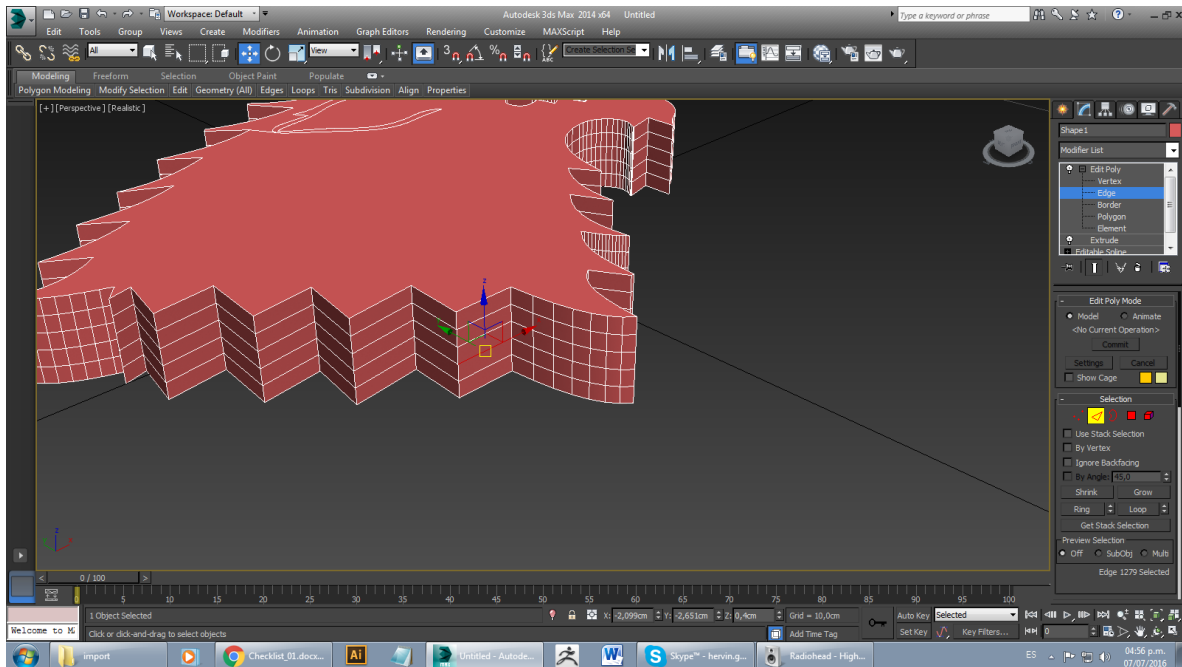 Workspace: Default
Autodesk 3ds Max 2014 x64 Untitled
Type a keyword or phrase
Edit Tools Group Views Create Modifiers Animation Graph Editors Rendering Customize MAXScript Help
All
View
Create Selection Se
Modeling Freeform Selection Object Paint Populate
Polygon Modeling Modify Selection Edit Geometry (All) Edges Loops Tris Subdivision Align Properties
[+] [Perspective] [Realistic]
Shape1
Modifier List
Edit Poly
Vertex
Edge
Border
Polygon
Element
Extrude
Editable Spline
Edit Poly Mode
Model Animate
<No Current Operation>
Commit
Settings Cancel
Show Cage
Selection
Use Stack Selection
By Vertex
Ignore Backfacing
By Angle: 45,0
Shrink Grow
Ring Loop
Get Stack Selection
Preview Selection
Off SubObj Multi
Edge 1279 Selected
z
z
0 / 100
0 5 10 15 20 25 30 35 40 45 50 55 60 65 70 75 80 85 90 95 100
1 Object Selected
X: -2,099cm Y: -2,651cm Z: 0,4cm
Grid = 10,0cm
Auto Key Selected
Welcome to M
Click or click-and-drag to select objects
Add Time Tag
Set Key Key Filters...
0
import
Checklist_01.docx...
Ai
Untitled - Autode...
Skype™ - hervin.g...
Radiohead - High...
ES
04:56 p.m.
07/07/2016